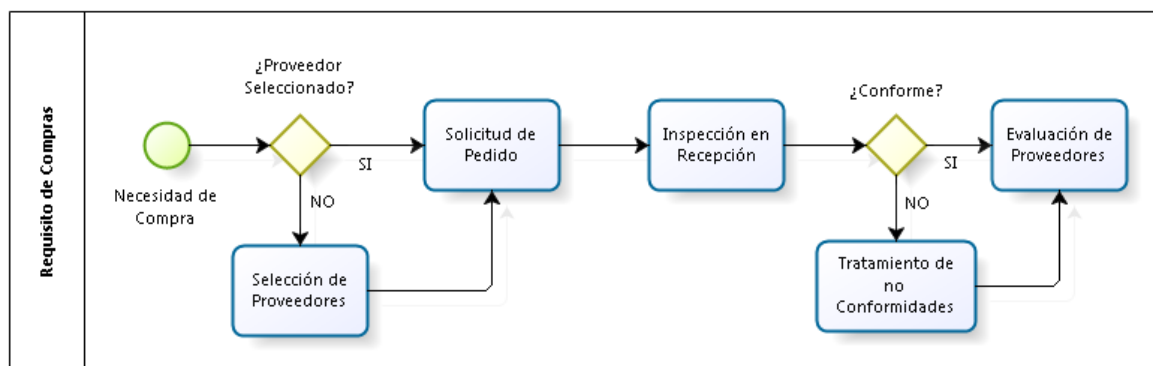 Requisito de Compras
Necesidad de
Compra
¿Proveedor
Seleccionado?
SI
NO
Selección de
Proveedores
Solicitud de
Pedido
Inspección en
Recepción
¿Conforme?
SI
NO
Tratamiento de
no
Conformidades
Evaluación de
Proveedores